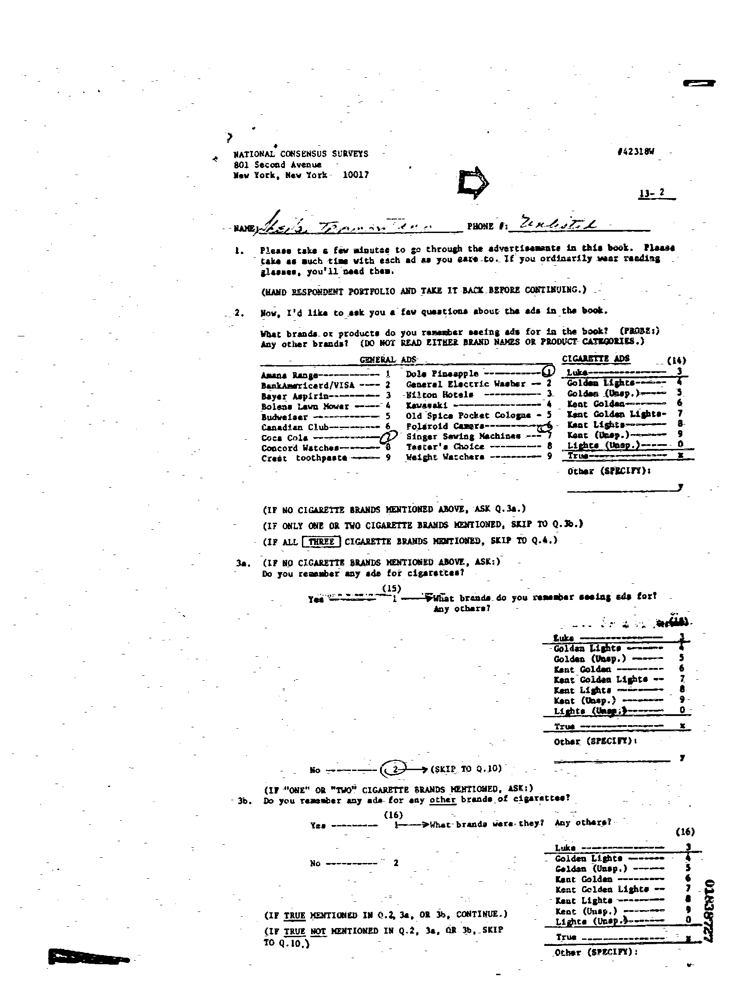 NATIONAL CONSENSUS SURVEYS #42318W
801 Second Avenue
New York, New York 10017
13- 2
NAME: PHONE #: Unlisted
1. Please take a few minutes to go through the advertisements in this book. Please
take as much time with each ad as you care to. If you ordinarily wear reading
glasses, you'll need them.
(HAND RESPONDENT PORTFOLIO AND TAKE IT BACK BEFORE CONTINUING.)
2. Now, I'd like to ask you a few questions about the ads in the book.
What brands or products do you remember seeing ads for in the book? (PROBE:)
Any other brands? (DO NOT READ EITHER BRAND NAMES OR PRODUCT CATEGORIES.)
GENERAL ADS CIGARETTE ADS (14)
Amana Range----------- 1 Dole Pineapple ----------- 1 Luke--------------- 3
BankAmericard/VISA ---- 2 General Electric Washer -- 2 Golden Lights------ 4
Bayer Aspirin---------- 3 Hilton Hotels ---------- 3 Golden (Unsp.)----- 5
Bolens Lawn Mower ----- 4 Kawasaki --------------- 4 Kent Golden-------- 6
Budweiser ------------- 5 Old Spice Pocket Cologne - 5 Kent Golden Lights- 7
Canadian Club---------- 6 Polaroid Camera--------- 6 Kent Lights-------- 8
Coca Cola ------------- 7 Singer Sewing Machines --- 7 Kent (Unsp.)------- 9
Concord Watches-------- 8 Taster's Choice --------- 8 Lights (Unsp.)----- 0
Crest toothpaste ------ 9 Weight Watchers --------- 9 True--------------- x
Other (SPECIFY):
y
(IF NO CIGARETTE BRANDS MENTIONED ABOVE, ASK Q.3a.)
(IF ONLY ONE OR TWO CIGARETTE BRANDS MENTIONED, SKIP TO Q.3b.)
(IF ALL THREE CIGARETTE BRANDS MENTIONED, SKIP TO Q.4.)
3a. (IF NO CIGARETTE BRANDS MENTIONED ABOVE, ASK:)
Do you remember any ads for cigarettes?
(15)
Yes --------- 1 What brands do you remember seeing ads for?
Any others?
Luke --------------- 3
Golden Lights ------- 4
Golden (Unsp.) ------ 5
Kent Golden --------- 6
Kent Golden Lights -- 7
Kent Lights --------- 8
Kent (Unsp.) -------- 9
Lights (Unsp.)------- 0
True ---------------- x
Other (SPECIFY):
y
No --------- 2 (SKIP TO Q.10)
(IF "ONE" OR "TWO" CIGARETTE BRANDS MENTIONED, ASK:)
3b. Do you remember any ads for any other brands of cigarettes?
(16)
Yes -------- 1 What brands were they? Any others?
(16)
Luke --------------- 3
No ---------- 2 Golden Lights ------- 4
Golden (Unsp.) ------ 5
Kent Golden --------- 6
Kent Golden Lights -- 7
Kent Lights --------- 8
(IF TRUE MENTIONED IN Q.2, 3a, OR 3b, CONTINUE.) Kent (Unsp.) -------- 9
Lights (Unsp.)------- 0
(IF TRUE NOT MENTIONED IN Q.2, 3a, OR 3b, SKIP
TO Q.10.) True ---------------- x
Other (SPECIFY):
01838727